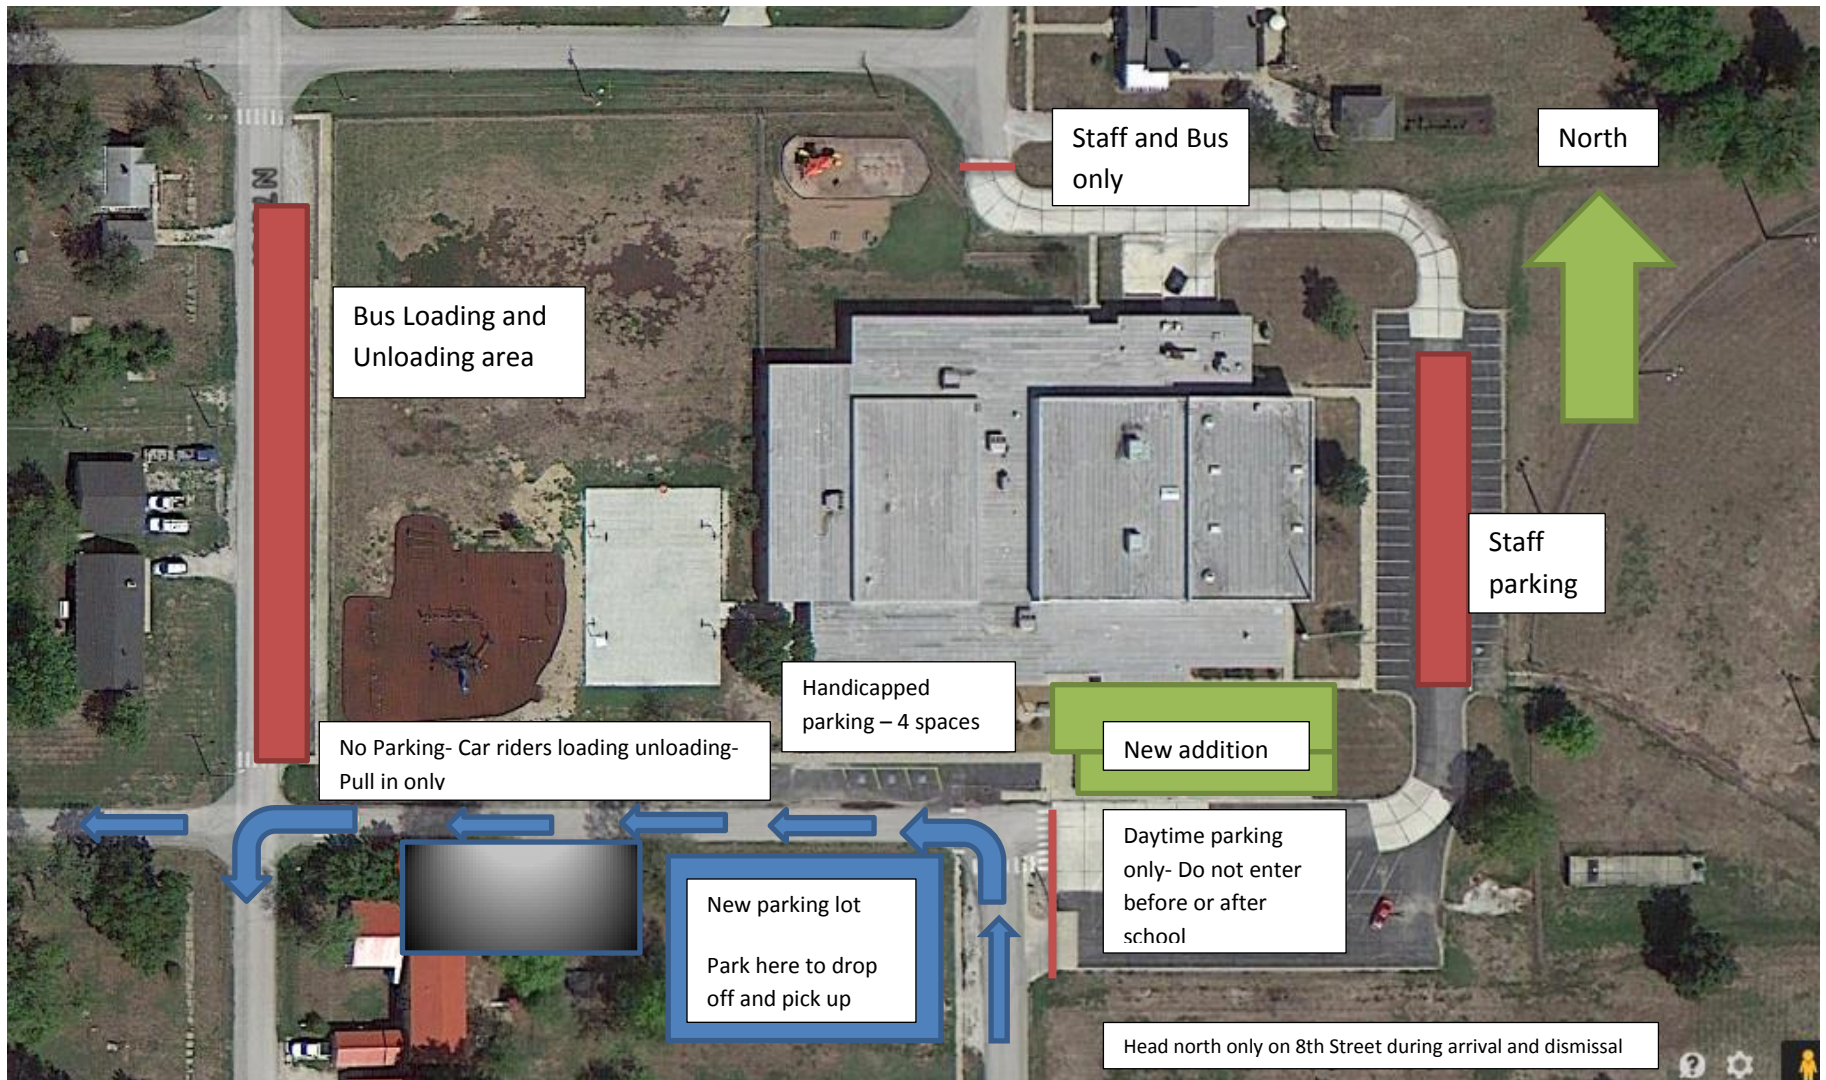 Staff and Bus
only
North
N 7
Bus Loading and
Unloading area
Staff
parking
Handicapped
parking – 4 spaces
No Parking- Car riders loading unloading-
Pull in only
New addition
Daytime parking
only- Do not enter
before or after
school
New parking lot
Park here to drop
off and pick up
Head north only on 8th Street during arrival and dismissal
?